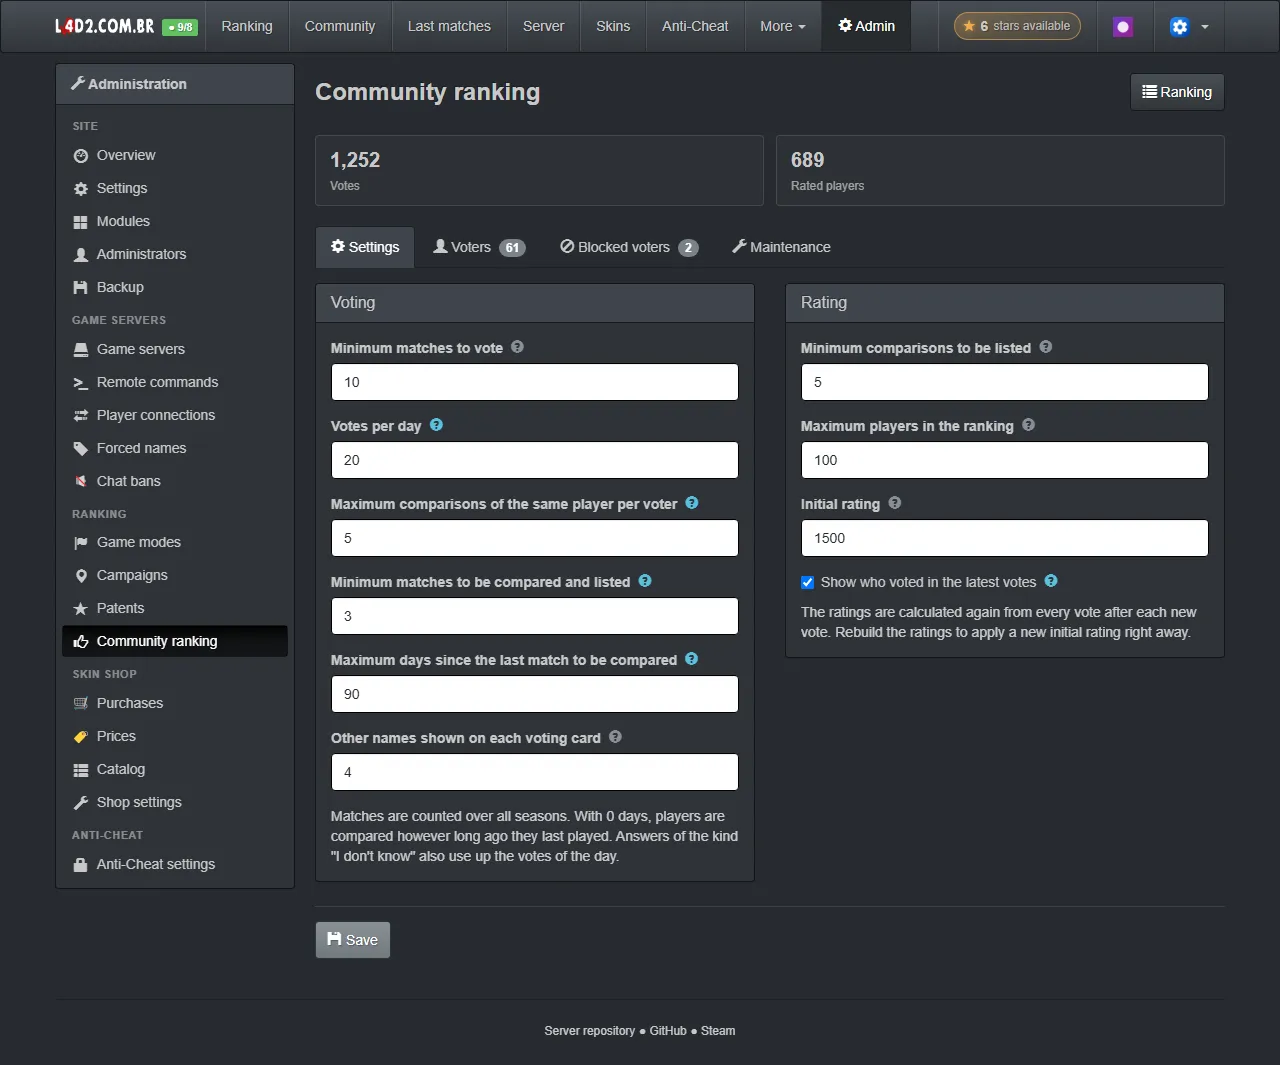 L4D2.COM.BR
● 9/8
Ranking
Community
Last matches
Server
Skins
Anti-Cheat
More
Admin
6 stars available
Administration
SITE
Overview
Settings
Modules
Administrators
Backup
GAME SERVERS
Game servers
Remote commands
Player connections
Forced names
Chat bans
RANKING
Game modes
Campaigns
Patents
Community ranking
SKIN SHOP
Purchases
Prices
Catalog
Shop settings
ANTI-CHEAT
Anti-Cheat settings
Community ranking
Ranking
1,252
Votes
689
Rated players
Settings
Voters 61
Blocked voters 2
Maintenance
Voting
Minimum matches to vote ?
10
Votes per day ?
20
Maximum comparisons of the same player per voter ?
5
Minimum matches to be compared and listed ?
3
Maximum days since the last match to be compared ?
90
Other names shown on each voting card ?
4
Matches are counted over all seasons. With 0 days, players are
compared however long ago they last played. Answers of the kind
"I don't know" also use up the votes of the day.
Rating
Minimum comparisons to be listed ?
5
Maximum players in the ranking ?
100
Initial rating ?
1500
Show who voted in the latest votes ?
The ratings are calculated again from every vote after each new
vote. Rebuild the ratings to apply a new initial rating right away.
Save
Server repository ● GitHub ● Steam